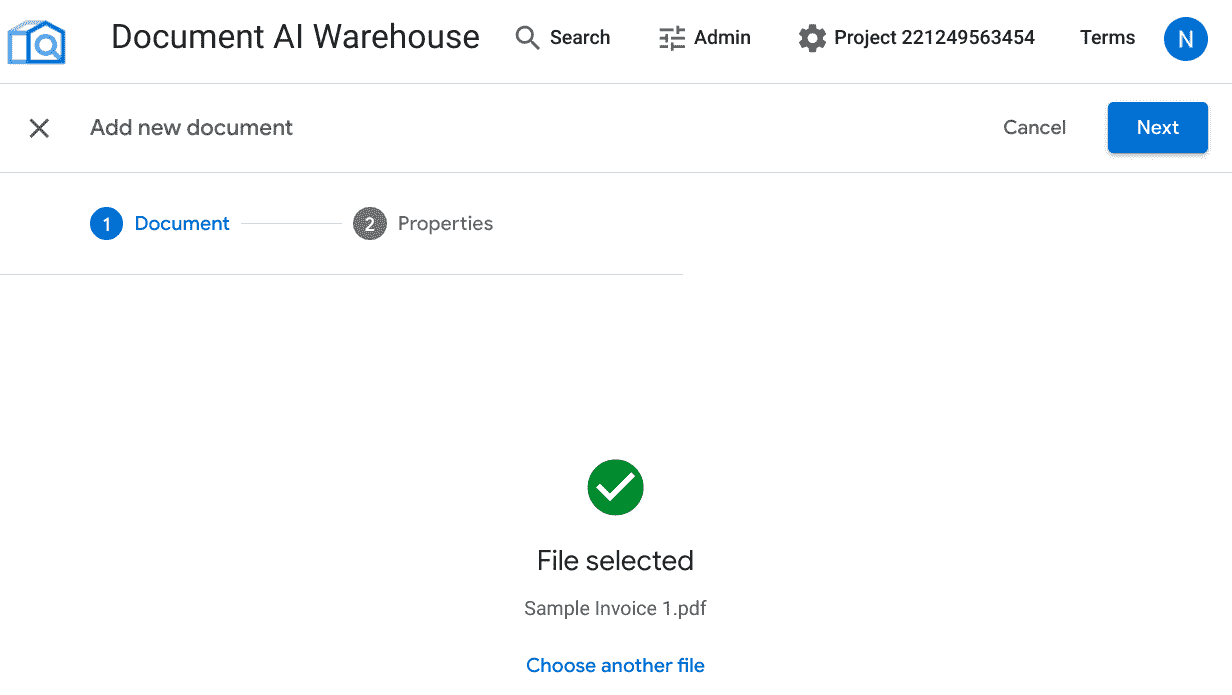 Document AI Warehouse Search Admin Project 221249563454 Terms N
Add new document Cancel Next
1 Document 2 Properties
File selected
Sample Invoice 1.pdf
Choose another file